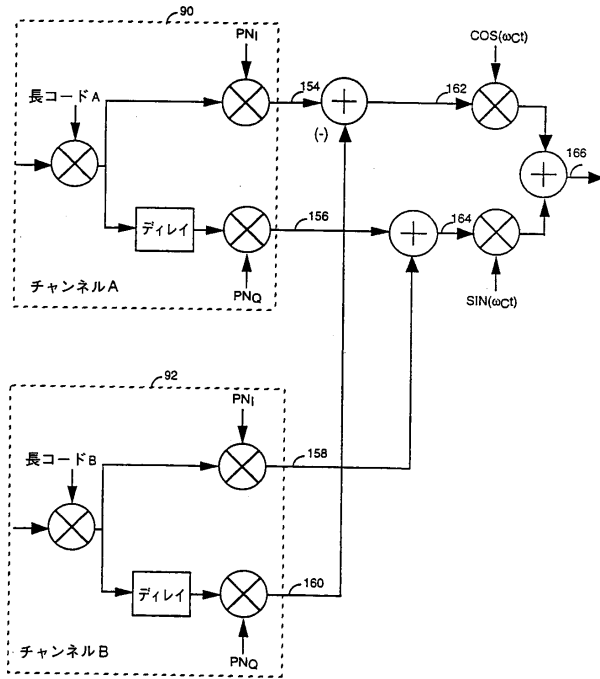 90
PNI
COS(ωCt)
長コード A
154
162
(-)
166
ディレイ
156
164
チャンネルA
PNQ
SIN(ωCt)
92
PNI
長コードB
158
ディレイ
160
チャンネルB
PNQ